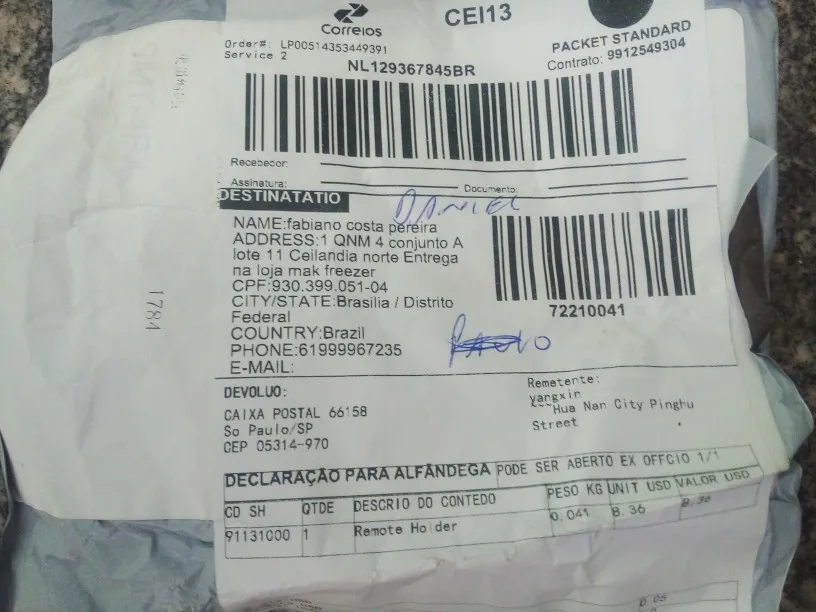 Correios
CEI13
Order#: LP00514353449391
Service 2
PACKET STANDARD
Contrato: 9912549304
NL129367845BR
Recebedor:
Assinatura:
Documento:
DESTINATATIO
DANIEL
NAME:fabiano costa pereira
ADDRESS:1 QNM 4 conjunto A
lote 11 Ceilandia norte Entrega
na loja mak freezer
CPF:930.399.051-04
CITY/STATE:Brasilia / Distrito
Federal
COUNTRY:Brazil
PHONE:61999967235
E-MAIL:
72210041
1784
DEVOLUO:
CAIXA POSTAL 66158
So Paulo/SP
CEP 05314-970
Remetente:
yangxin
Hua Nan City Pinghu
Street
DECLARAÇÃO PARA ALFÂNDEGA PODE SER ABERTO EX OFFCIO 1/1
CD SH QTDE DESCRIO DO CONTEDO PESO KG UNIT USD VALOR USD
91131000 1 Remote Holder 0.041 8.36 8.36